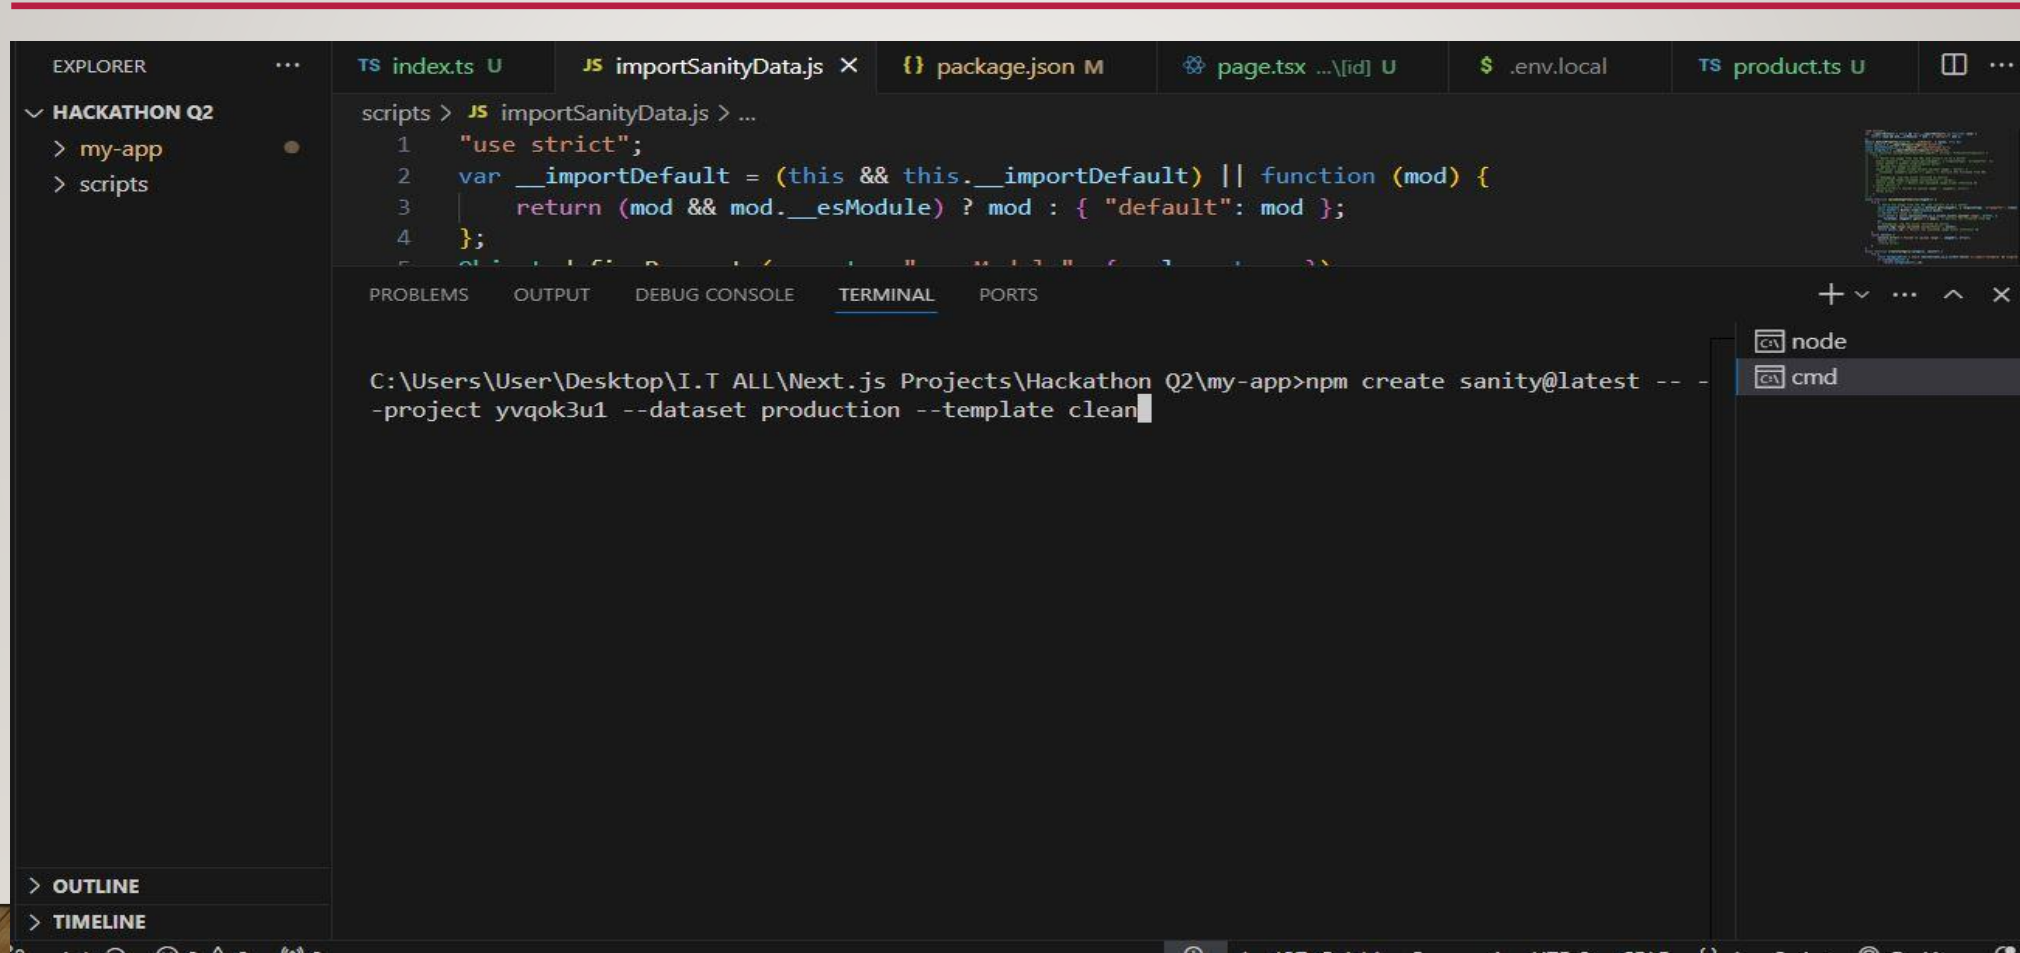 EXPLORER ...
TS index.ts U JS importSanityData.js × {} package.json M page.tsx ...\[id] U $ .env.local TS product.ts U ...
HACKATHON Q2
> my-app
> scripts
scripts > JS importSanityData.js > ...
1 "use strict";
2 var __importDefault = (this && this.__importDefault) || function (mod) {
3 return (mod && mod.__esModule) ? mod : { "default": mod };
4 };
PROBLEMS OUTPUT DEBUG CONSOLE TERMINAL PORTS
node
cmd
C:\Users\User\Desktop\I.T ALL\Next.js Projects\Hackathon Q2\my-app>npm create sanity@latest -- -
-project yvqok3u1 --dataset production --template clean
> OUTLINE
> TIMELINE